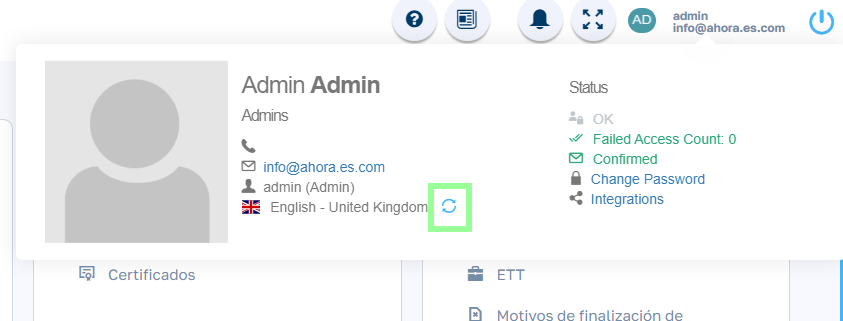 AD
admin
info@ahora.es.com
Admin Admin
Admins
info@ahora.es.com
admin (Admin)
English - United Kingdom
Status
OK
Failed Access Count: 0
Confirmed
Change Password
Integrations
Certificados
ETT
Motivos de finalización de